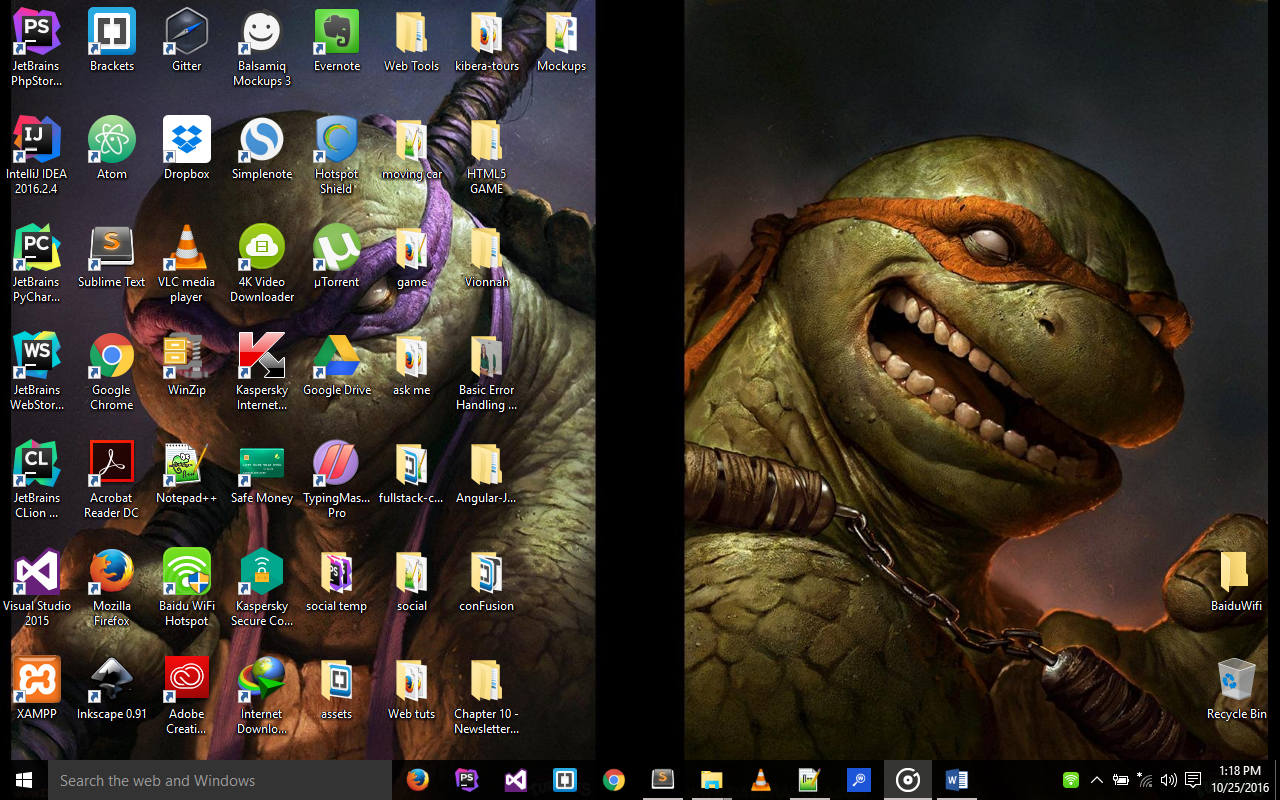 JetBrains
PhpStor...
Brackets
Gitter
Balsamiq
Mockups 3
Evernote
Web Tools
kibera-tours
Mockups
IntelliJ IDEA
2016.2.4
Atom
Dropbox
Simplenote
Hotspot
Shield
moving car
HTML5
GAME
JetBrains
PyChar...
Sublime Text
VLC media
player
4K Video
Downloader
µTorrent
game
Vionnah
JetBrains
WebStor...
Google
Chrome
WinZip
Kaspersky
Internet...
Google Drive
ask me
Basic Error
Handling ...
JetBrains
CLion ...
Acrobat
Reader DC
Notepad++
Safe Money
TypingMas...
Pro
fullstack-c...
Angular-J...
Visual Studio
2015
Mozilla
Firefox
Baidu WiFi
Hotspot
Kaspersky
Secure Co...
social temp
social
conFusion
BaiduWifi
XAMPP
Inkscape 0.91
Adobe
Creati...
Internet
Downlo...
assets
Web tuts
Chapter 10 -
Newsletter...
Recycle Bin
Search the web and Windows
1:18 PM
10/25/2016